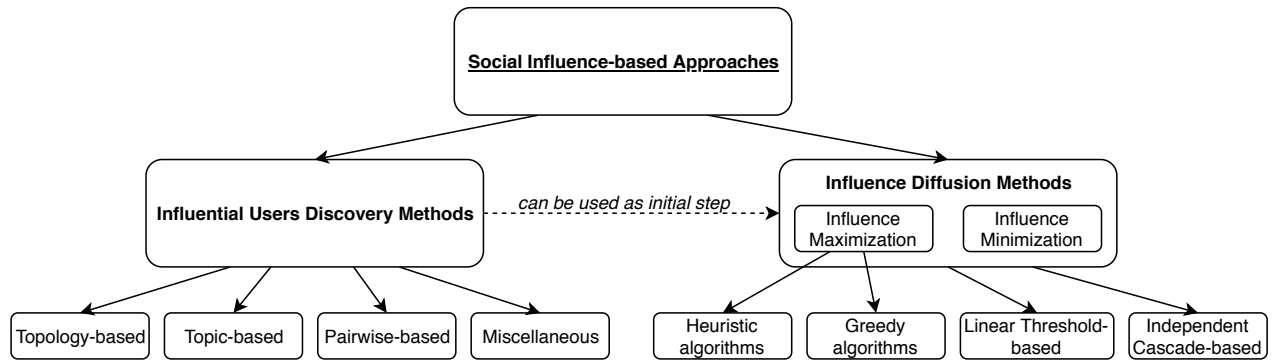 Social Influence-based Approaches
Influential Users Discovery Methods
can be used as initial step
Influence Diffusion Methods
Influence
Maximization
Influence
Minimization
Topology-based
Topic-based
Pairwise-based
Miscellaneous
Heuristic
algorithms
Greedy
algorithms
Linear Threshold-
based
Independent
Cascade-based